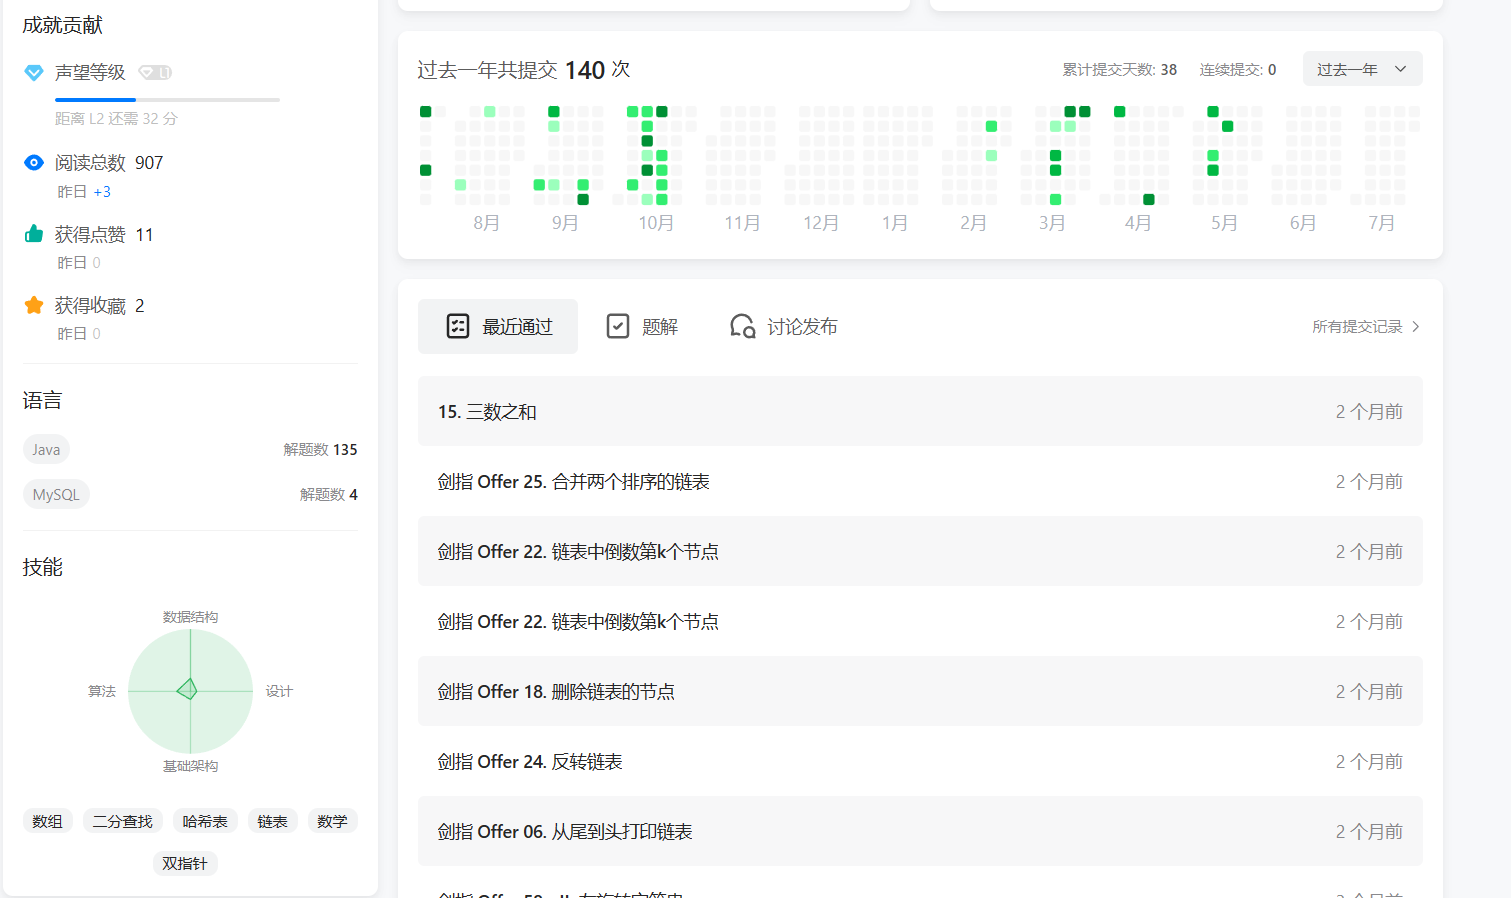 成就贡献
声望等级 L1
距离 L2 还需 32 分
阅读总数 907
昨日 +3
获得点赞 11
昨日 0
获得收藏 2
昨日 0
语言
Java 解题数 135
MySQL 解题数 4
技能
数据结构
算法 设计
基础架构
数组 二分查找 哈希表 链表 数学
双指针
过去一年共提交 140 次 累计提交天数: 38 连续提交: 0 过去一年
8月 9月 10月 11月 12月 1月 2月 3月 4月 5月 6月 7月
最近通过 题解 讨论发布 所有提交记录
15. 三数之和 2 个月前
剑指 Offer 25. 合并两个排序的链表 2 个月前
剑指 Offer 22. 链表中倒数第k个节点 2 个月前
剑指 Offer 22. 链表中倒数第k个节点 2 个月前
剑指 Offer 18. 删除链表的节点 2 个月前
剑指 Offer 24. 反转链表 2 个月前
剑指 Offer 06. 从尾到头打印链表 2 个月前